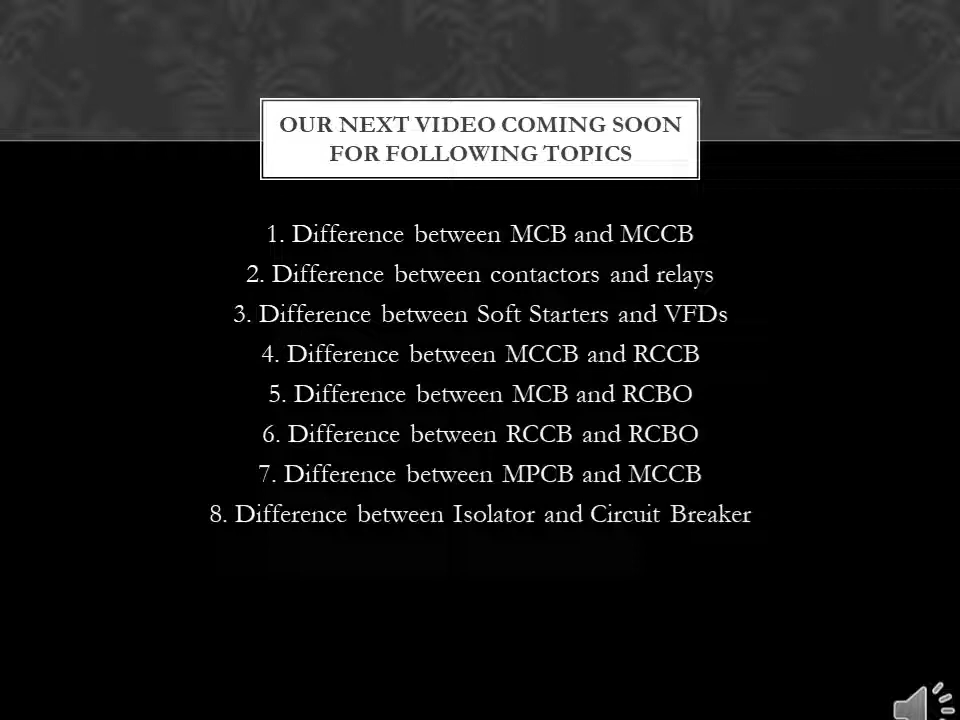 OUR NEXT VIDEO COMING SOON
FOR FOLLOWING TOPICS
1. Difference between MCB and MCCB
2. Difference between contactors and relays
3. Difference between Soft Starters and VFDs
4. Difference between MCCB and RCCB
5. Difference between MCB and RCBO
6. Difference between RCCB and RCBO
7. Difference between MPCB and MCCB
8. Difference between Isolator and Circuit Breaker